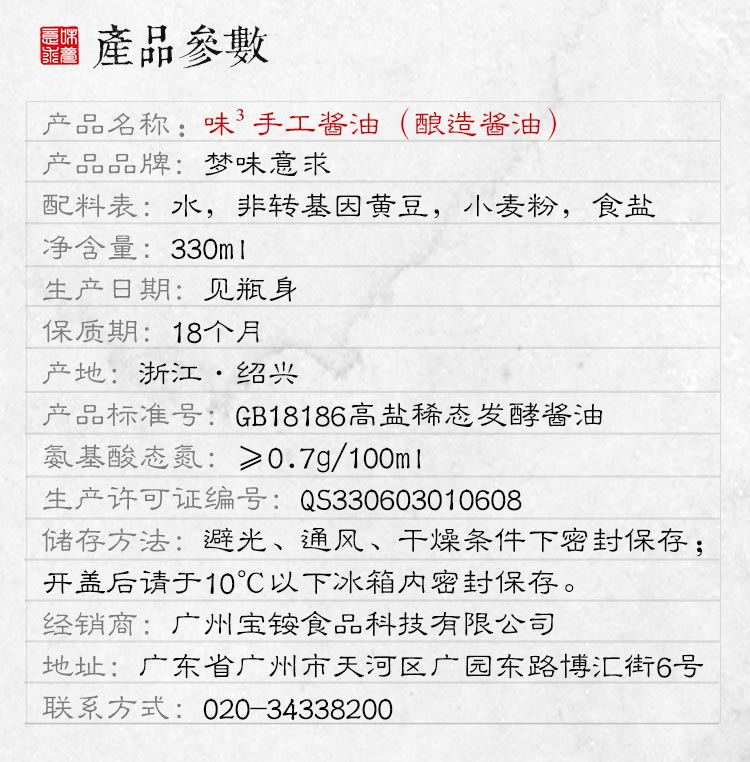 產品參數
产品名称：味³手工酱油（酿造酱油）
产品品牌：梦味意求
配料表：水，非转基因黄豆，小麦粉，食盐
净含量：330ml
生产日期：见瓶身
保质期：18个月
产地：浙江·绍兴
产品标准号：GB18186高盐稀态发酵酱油
氨基酸态氮：≥0.7g/100ml
生产许可证编号：QS330603010608
储存方法：避光、通风、干燥条件下密封保存；
开盖后请于10℃以下冰箱内密封保存。
经销商：广州宝铵食品科技有限公司
地址：广东省广州市天河区广园东路博汇街6号
联系方式：020-34338200